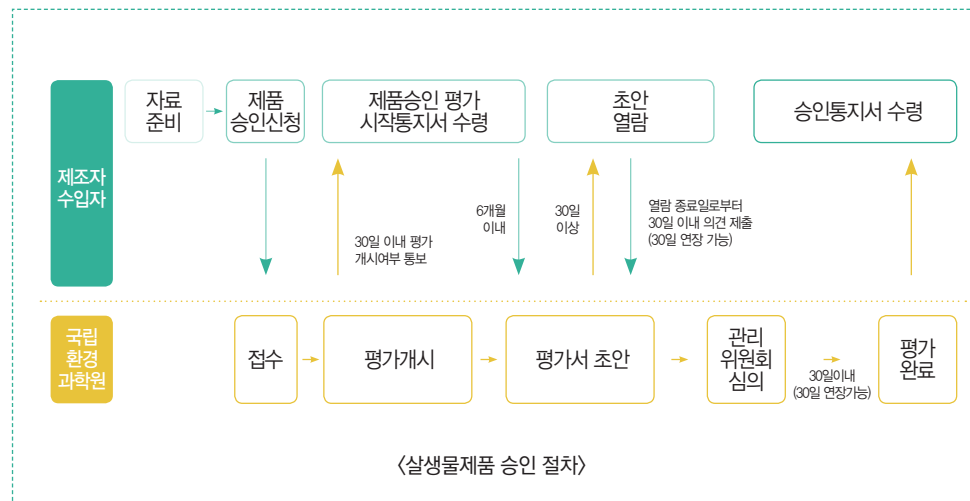 제조자
수입자
자료
준비
제품
승인신청
제품승인 평가
시작통지서 수령
초안
열람
승인통지서 수령
30일 이내 평가
개시여부 통보
6개월
이내
30일
이상
열람 종료일로부터
30일 이내 의견 제출
(30일 연장 가능)
국립
환경
과학원
접수
평가개시
평가서 초안
관리
위원회
심의
30일이내
(30일 연장가능)
평가
완료
〈살생물제품 승인 절차〉